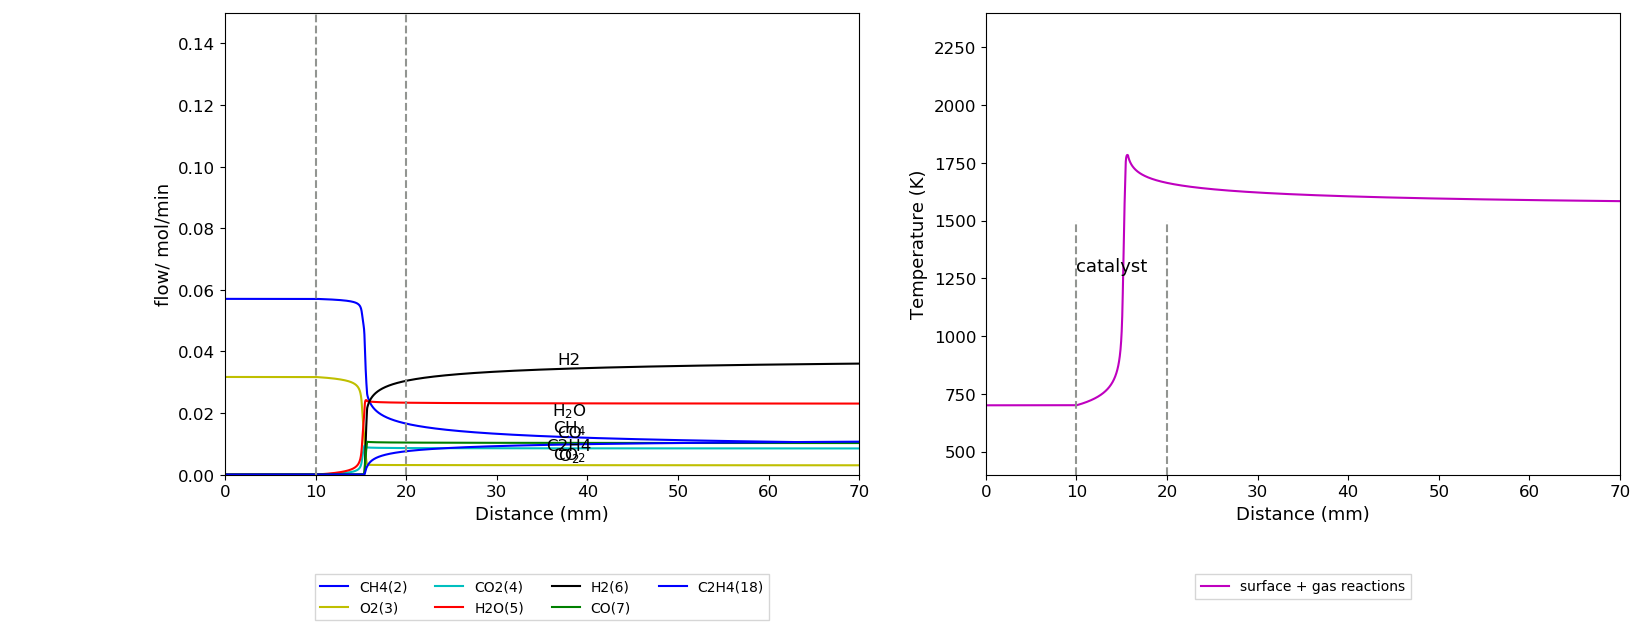 0.14
0.12
0.10
0.08
0.06
0.04
0.02
0.00
flow/ mol/min
H2
H₂O
CH₄
CO
C2H4
CO₂
O₂
0 10 20 30 40 50 60 70
Distance (mm)
CH4(2) CO2(4) H2(6) C2H4(18)
O2(3) H2O(5) CO(7)
2250
2000
1750
1500
1250
1000
750
500
Temperature (K)
catalyst
0 10 20 30 40 50 60 70
Distance (mm)
surface + gas reactions